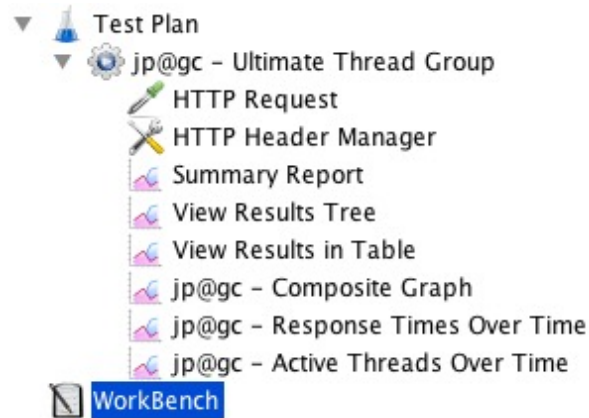 Test Plan
jp@gc – Ultimate Thread Group
HTTP Request
HTTP Header Manager
Summary Report
View Results Tree
View Results in Table
jp@gc – Composite Graph
jp@gc – Response Times Over Time
jp@gc – Active Threads Over Time
WorkBench